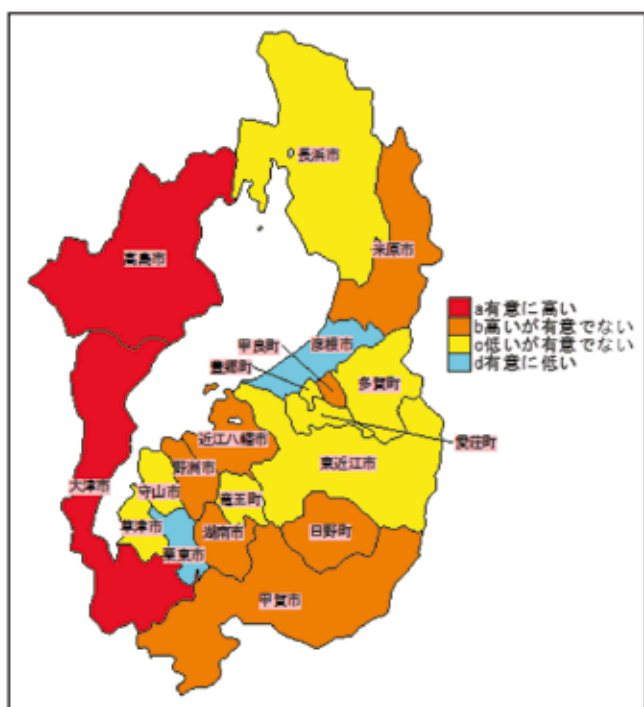 長浜市
米原市
高島市
a有意に高い
b高いが有意でない
c低いが有意でない
d有意に低い
彦根市
甲良町
豊郷町
多賀町
愛荘町
近江八幡市
東近江市
野洲市
大津市
守山市
竜王町
草津市
湖南市
日野町
栗東市
甲賀市